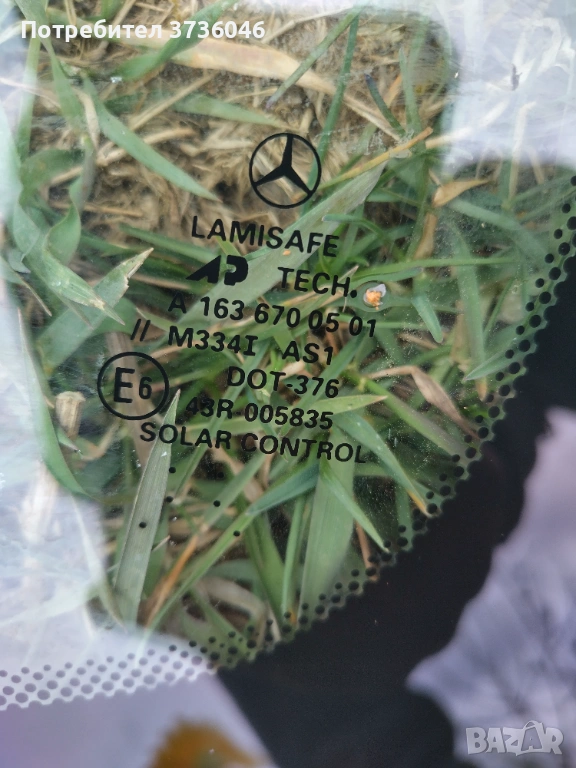 Потребител 3736046
LAMISAFE
AP TECH.
A 163 670 05 01
// M334I AS1
DOT-376
E6
43R-005835
SOLAR CONTROL
BAZAR